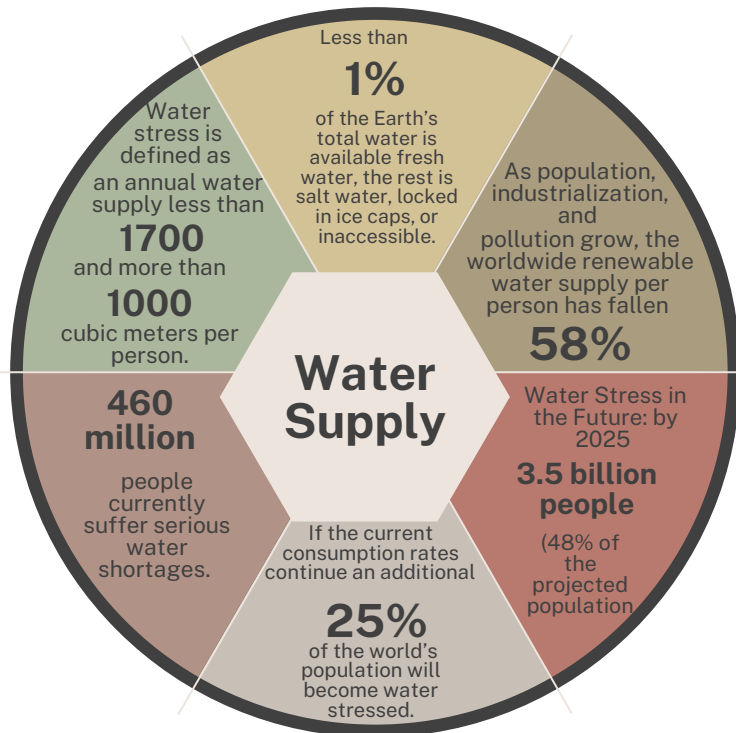 Less than
1%
of the Earth's
total water is
available fresh
water, the rest is
salt water, locked
in ice caps, or
inaccessible.
As population,
industrialization,
and
pollution grow, the
worldwide renewable
water supply per
person has fallen
58%
Water Stress in
the Future: by
2025
3.5 billion
people
(48% of
the
projected
population
If the current
consumption rates
continue an additional
25%
of the world's
population will
become water
stressed.
460
million
people
currently
suffer serious
water
shortages.
Water
stress is
defined as
an annual water
supply less than
1700
and more than
1000
cubic meters per
person.
Water
Supply